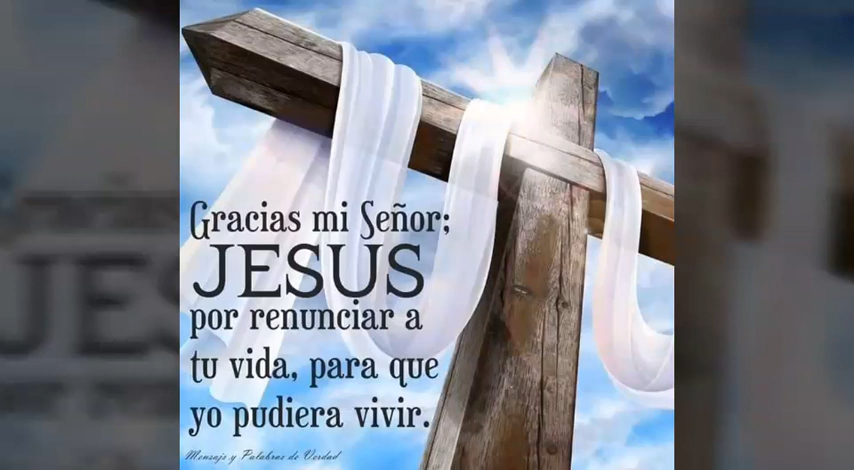 Gracias mi Señor;
JESUS
por renunciar a
tu vida, para que
yo pudiera vivir.
Mensaje y Palabras de Verdad